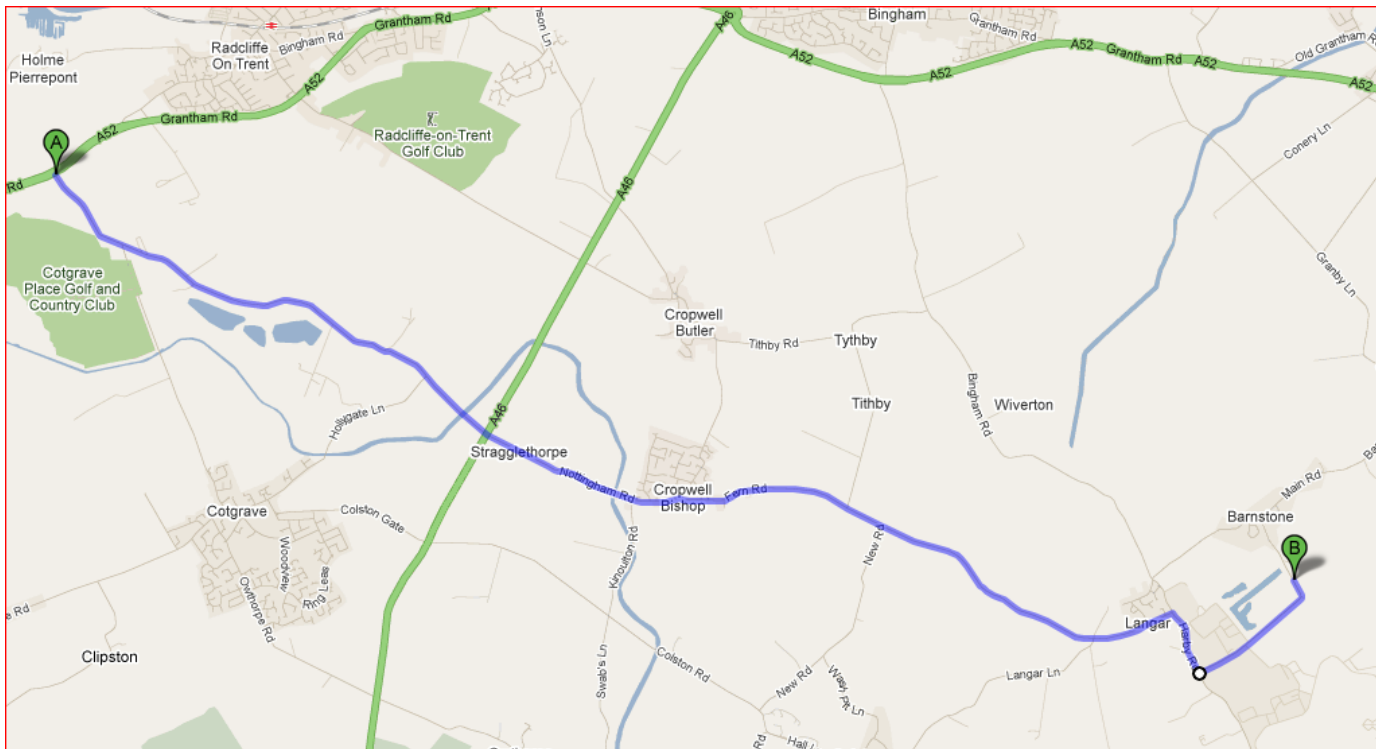 Holme
Pierrepont
Radcliffe
On Trent
Bingham Rd
Grantham Rd
A52
A46
Bingham
Grantham Rd
A52
A52
Grantham Rd
A52
Old Grantham Rd
A52
A
A52
Grantham Rd
A52
Rd
Radcliffe-on-Trent
Golf Club
A46
Conery Ln
Granby Ln
Cotgrave
Place Golf and
Country Club
Cropwell
Butler
Tithby Rd
Tythby
Tithby
Bingham Rd
Wiverton
Hollygate Ln
A46
Stragglethorpe
Nottingham Rd
Cropwell
Bishop
Fern Rd
Main Rd
Barnstone
Cotgrave
Colston Gate
Woodview
Ring Leas
Owthorpe Rd
Kinoulton Rd
New Rd
B
Langar
Harby Rd
Clipston
Swab's Ln
Colston Rd
New Rd
Wash Pit Ln
Langar Ln